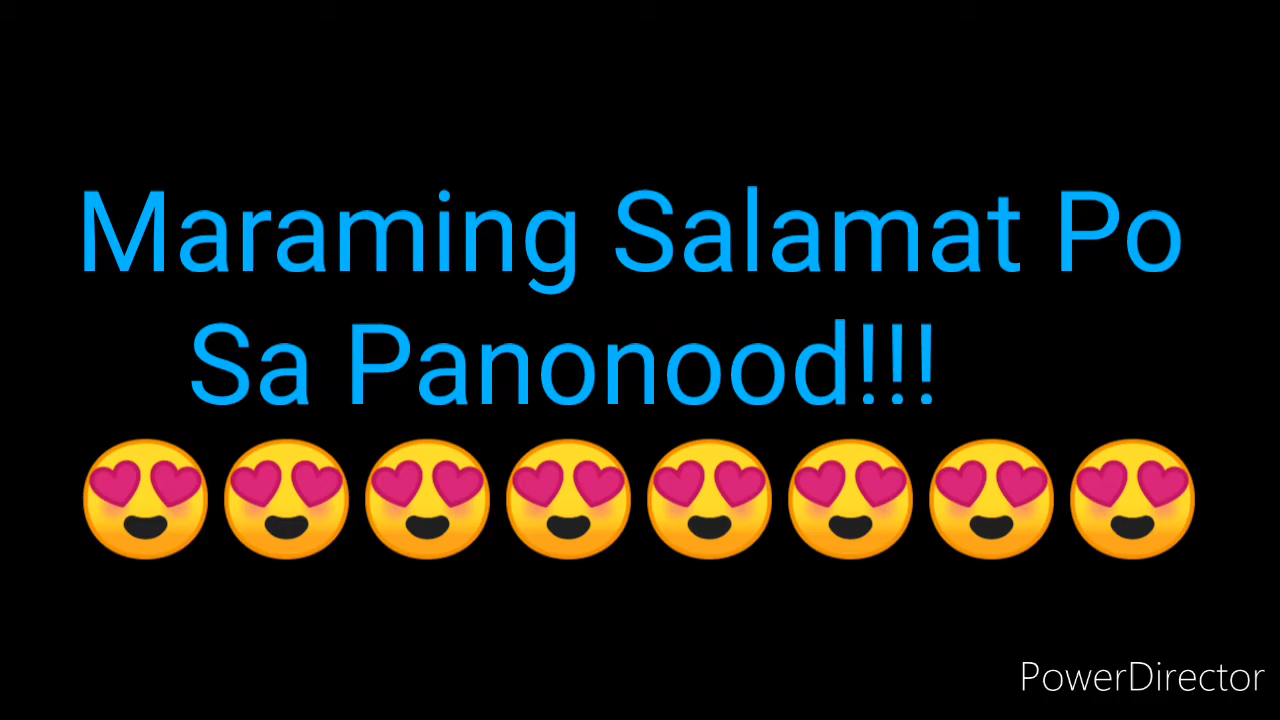 Maraming Salamat Po
Sa Panonood!!!
😍😍😍😍😍😍😍😍
PowerDirector